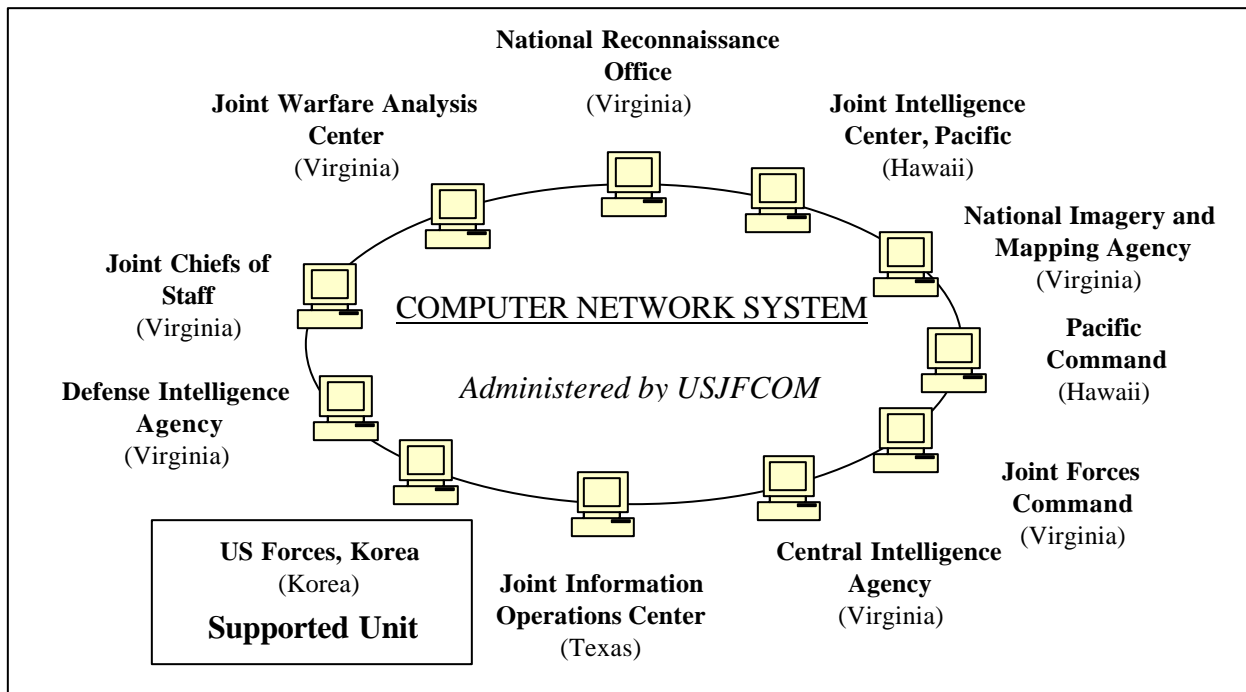 National Reconnaissance
Office
(Virginia)
Joint Warfare Analysis
Center
(Virginia)
Joint Intelligence
Center, Pacific
(Hawaii)
National Imagery and
Mapping Agency
(Virginia)
Joint Chiefs of
Staff
(Virginia)
COMPUTER NETWORK SYSTEM
Pacific
Command
(Hawaii)
Administered by USJFCOM
Defense Intelligence
Agency
(Virginia)
Joint Forces
Command
(Virginia)
US Forces, Korea
(Korea)
Supported Unit
Joint Information
Operations Center
(Texas)
Central Intelligence
Agency
(Virginia)